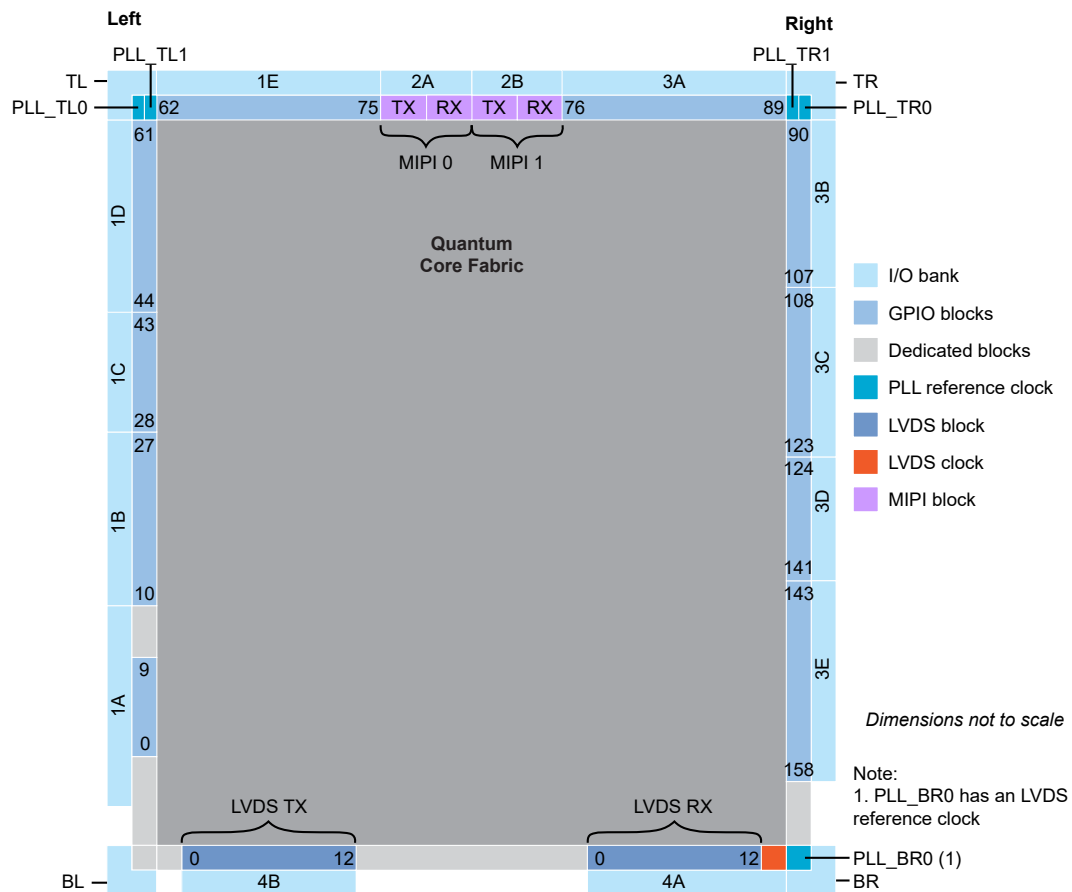 Left
Right
PLL_TL1
PLL_TR1
TL
1E
2A
2B
3A
TR
PLL_TL0
62
75
TX
RX
TX
RX
76
89
PLL_TR0
61
90
MIPI 0
MIPI 1
1D
3B
Quantum
Core Fabric
107
44
108
43
1C
3C
28
123
27
124
1B
3D
141
10
143
9
1A
3E
0
158
I/O bank
GPIO blocks
Dedicated blocks
PLL reference clock
LVDS block
LVDS clock
MIPI block
Dimensions not to scale
Note:
1. PLL_BR0 has an LVDS
reference clock
LVDS TX
LVDS RX
0
12
0
12
PLL_BR0 (1)
BL
4B
4A
BR